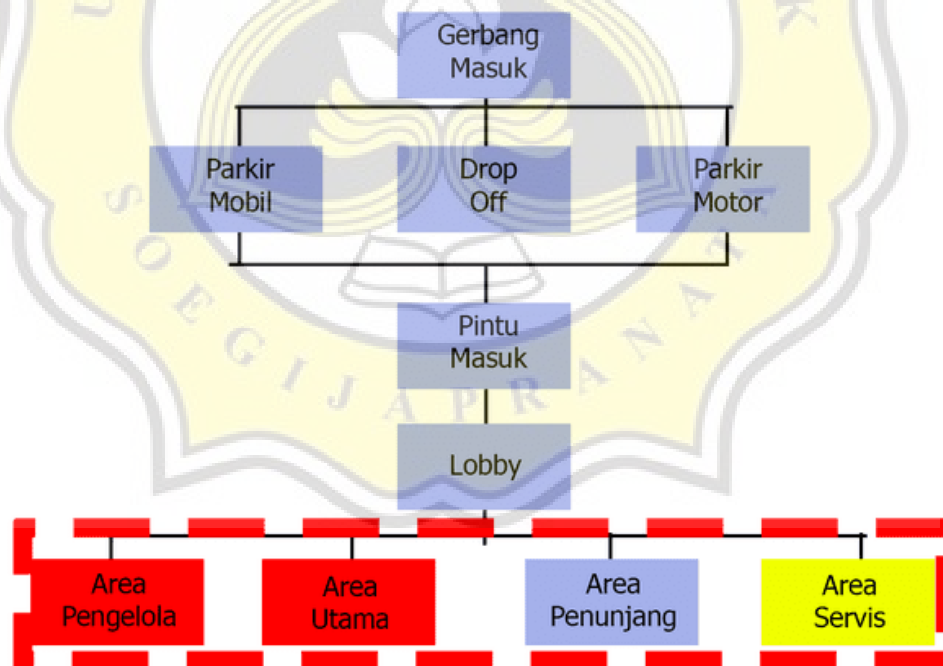 Gerbang
Masuk
Parkir
Mobil
Drop
Off
Parkir
Motor
Pintu
Masuk
Lobby
Area
Pengelola
Area
Utama
Area
Penunjang
Area
Servis
SOEGIJAPRANATA
U
K